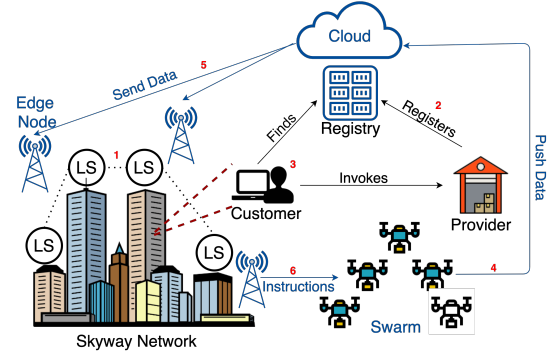 Cloud
5
Send Data
Edge
Node
Registry
2
Registers
Finds
Push Data
LS
1
LS
3
Customer
Invokes
Provider
LS
LS
6
Instructions
4
Swarm
Skyway Network